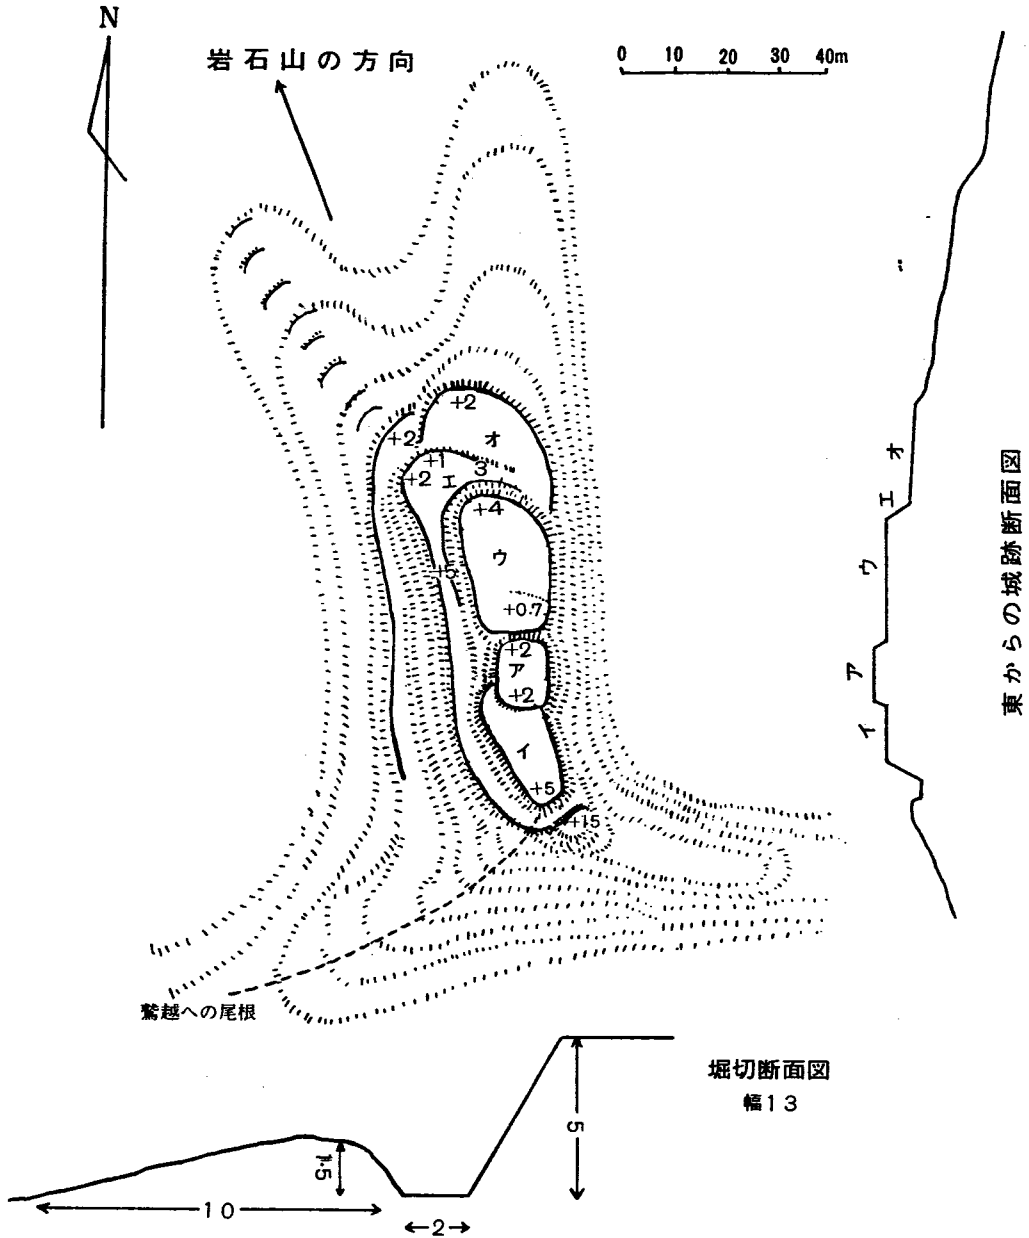 N
岩石山の方向
0 10 20 30 40m
+2
+2
オ
+1
3
+2
エ
+4
ウ
+5
+0.7
+2
ア
+2
イ
+5
+15
鷲越への尾根
オ
エ
ウ
ア
イ
東からの城跡断面図
堀切断面図
幅13
5
1.5
10
2